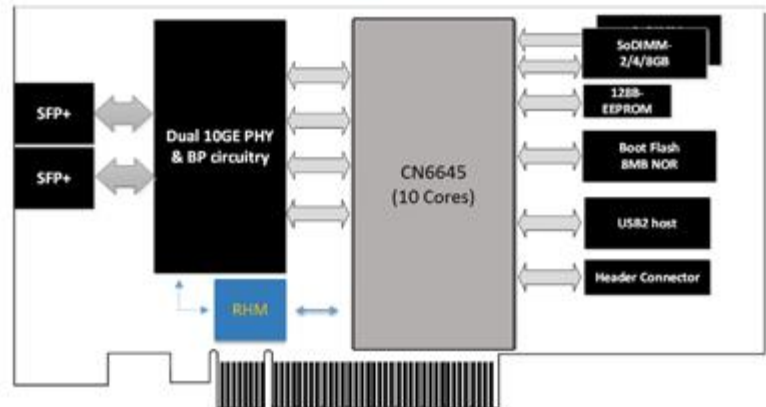 SFP+
SFP+
Dual 10GE PHY
& BP circuitry
RHM
CN6645
(10 Cores)
SoDIMM-
2/4/8GB
128B-
EEPROM
Boot Flash
8MB NOR
USB2 host
Header Connector